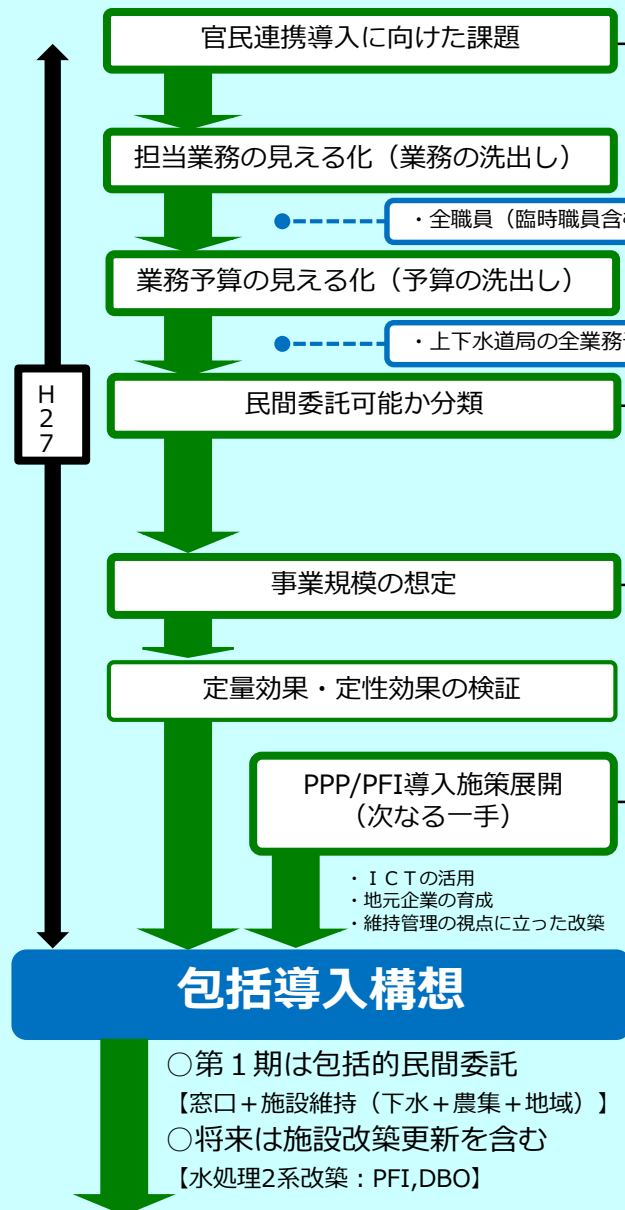 官民連携導入に向けた課題
担当業務の見える化（業務の洗出し）
・全職員（臨時職員含
業務予算の見える化（予算の洗出し）
・上下水道局の全業務
H27
民間委託可能か分類
事業規模の想定
定量効果・定性効果の検証
PPP/PFI導入施策展開
（次なる一手）
・ＩＣＴの活用
・地元企業の育成
・維持管理の視点に立った改築
包括導入構想
○第１期は包括的民間委託
【窓口＋施設維持（下水＋農集＋地域）】
○将来は施設改築更新を含む
【水処理2系改築：PFI,DBO】